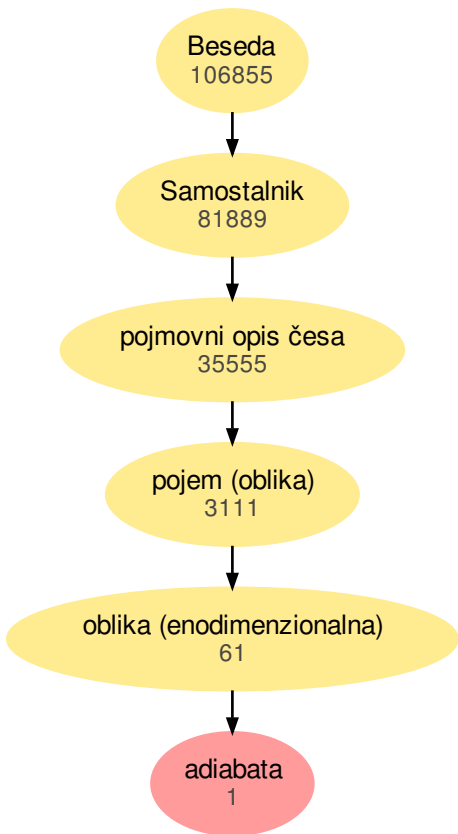 Beseda
106855
Samostalnik
81889
pojmovni opis česa
35555
pojem (oblika)
3111
oblika (enodimenzionalna)
61
adiabata
1